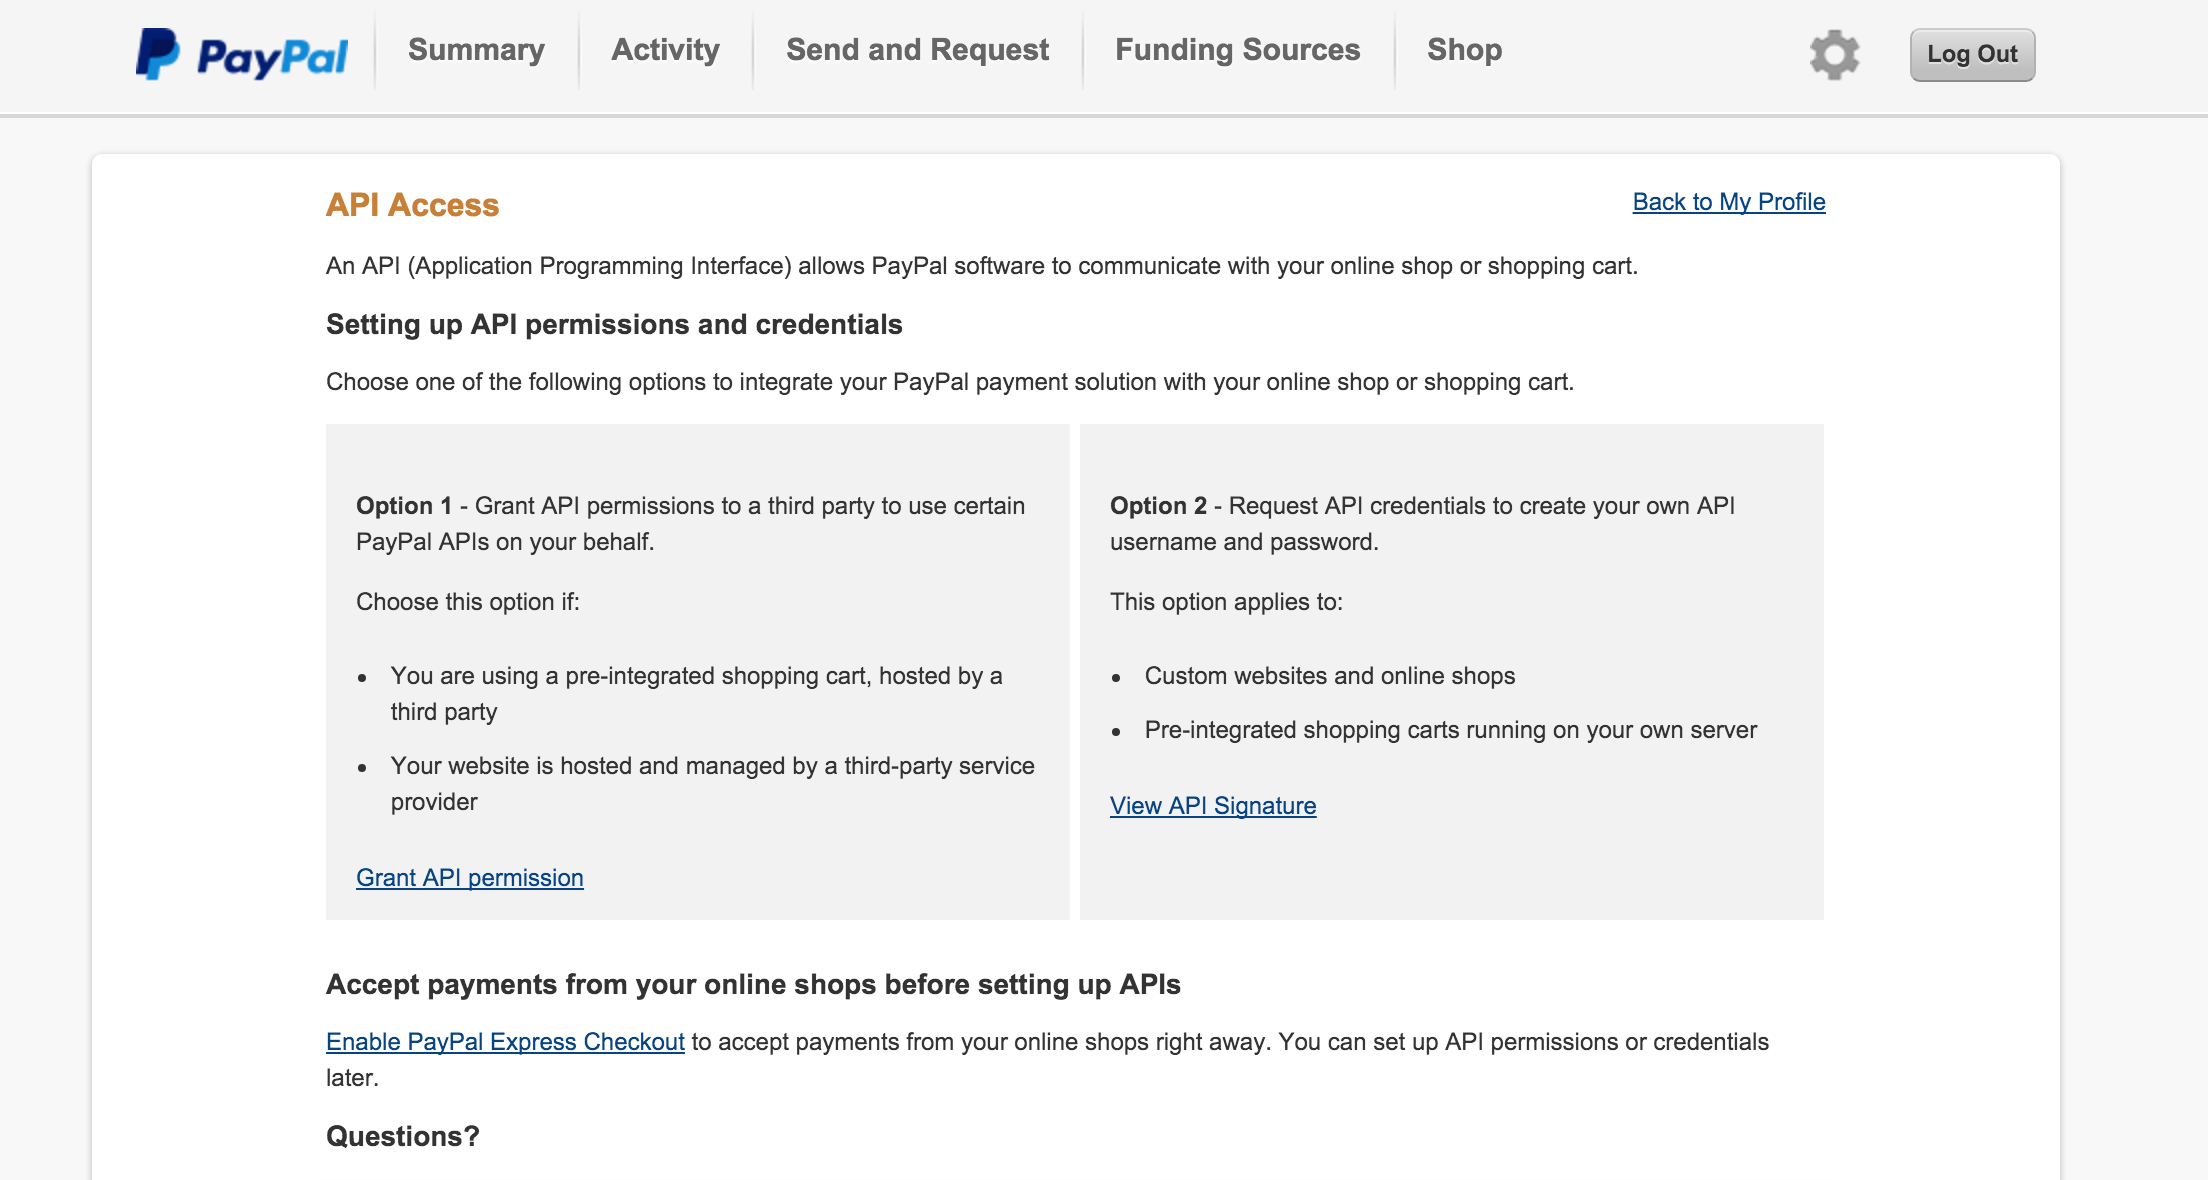 PayPal Summary Activity Send and Request Funding Sources Shop Log Out
API Access
Back to My Profile
An API (Application Programming Interface) allows PayPal software to communicate with your online shop or shopping cart.
Setting up API permissions and credentials
Choose one of the following options to integrate your PayPal payment solution with your online shop or shopping cart.
Option 1 - Grant API permissions to a third party to use certain
PayPal APIs on your behalf.
Choose this option if:
• You are using a pre-integrated shopping cart, hosted by a
third party
• Your website is hosted and managed by a third-party service
provider
Grant API permission
Option 2 - Request API credentials to create your own API
username and password.
This option applies to:
• Custom websites and online shops
• Pre-integrated shopping carts running on your own server
View API Signature
Accept payments from your online shops before setting up APIs
Enable PayPal Express Checkout to accept payments from your online shops right away. You can set up API permissions or credentials
later.
Questions?